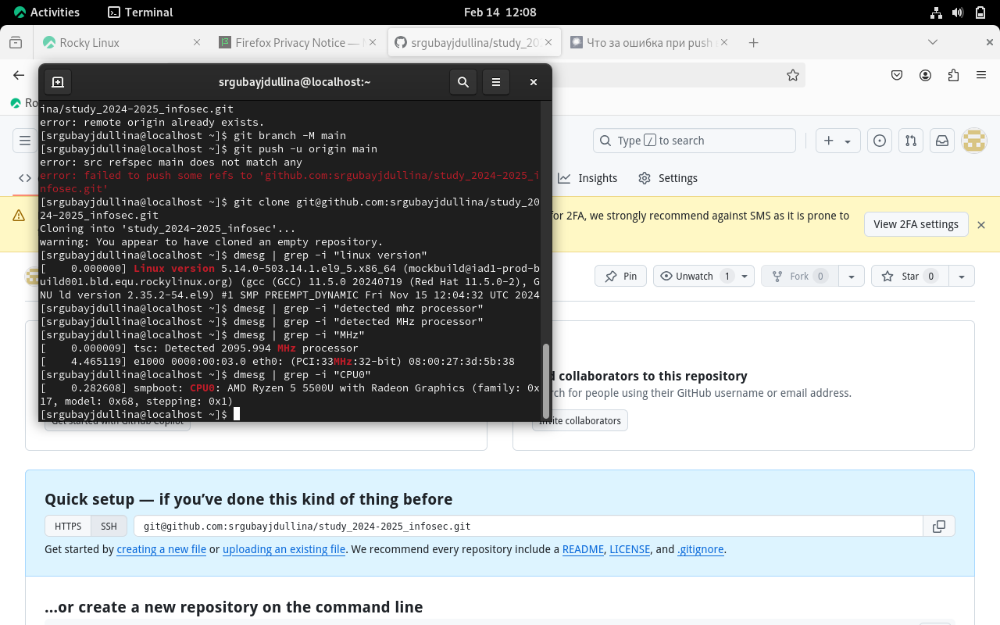 Activities
Terminal
Feb 14 12:08
Rocky Linux
Firefox Privacy Notice —
srgubayjdullina/study_20
Что за ошибка при push
srgubayjdullina@localhost:~
Ro
ina/study_2024-2025_infosec.git
error: remote origin already exists.
[srgubayjdullina@localhost ~]$ git branch -M main
[srgubayjdullina@localhost ~]$ git push -u origin main
error: src refspec main does not match any
error: failed to push some refs to 'github.com:srgubayjdullina/study_2024-2025_i
nfosec.git'
[srgubayjdullina@localhost ~]$ git clone git@github.com:srgubayjdullina/study_20
24-2025_infosec.git
Cloning into 'study_2024-2025_infosec'...
warning: You appear to have cloned an empty repository.
[srgubayjdullina@localhost ~]$ dmesg | grep -i "linux version"
[    0.000000] Linux version 5.14.0-503.14.1.el9_5.x86_64 (mockbuild@iad1-prod-b
uild001.bld.equ.rockylinux.org) (gcc (GCC) 11.5.0 20240719 (Red Hat 11.5.0-2), G
NU ld version 2.35.2-54.el9) #1 SMP PREEMPT_DYNAMIC Fri Nov 15 12:04:32 UTC 2024
[srgubayjdullina@localhost ~]$ dmesg | grep -i "detected mhz processor"
[srgubayjdullina@localhost ~]$ dmesg | grep -i "detected MHz processor"
[srgubayjdullina@localhost ~]$ dmesg | grep -i "MHz"
[    0.000009] tsc: Detected 2095.994 MHz processor
[    4.465119] e1000 0000:00:03.0 eth0: (PCI:33MHz:32-bit) 08:00:27:3d:5b:38
[srgubayjdullina@localhost ~]$ dmesg | grep -i "CPU0"
[    0.282608] smpboot: CPU0: AMD Ryzen 5 5500U with Radeon Graphics (family: 0x
17, model: 0x68, stepping: 0x1)
[srgubayjdullina@localhost ~]$
Type / to search
Insights
Settings
for 2FA, we strongly recommend against SMS as it is prone to
View 2FA settings
Pin
Unwatch 1
Fork 0
Star 0
d collaborators to this repository
rch for people using their GitHub username or email address.
Get started with GitHub Copilot
Invite collaborators
Quick setup — if you’ve done this kind of thing before
HTTPS
SSH
git@github.com:srgubayjdullina/study_2024-2025_infosec.git
Get started by creating a new file or uploading an existing file. We recommend every repository include a README, LICENSE, and .gitignore.
…or create a new repository on the command line